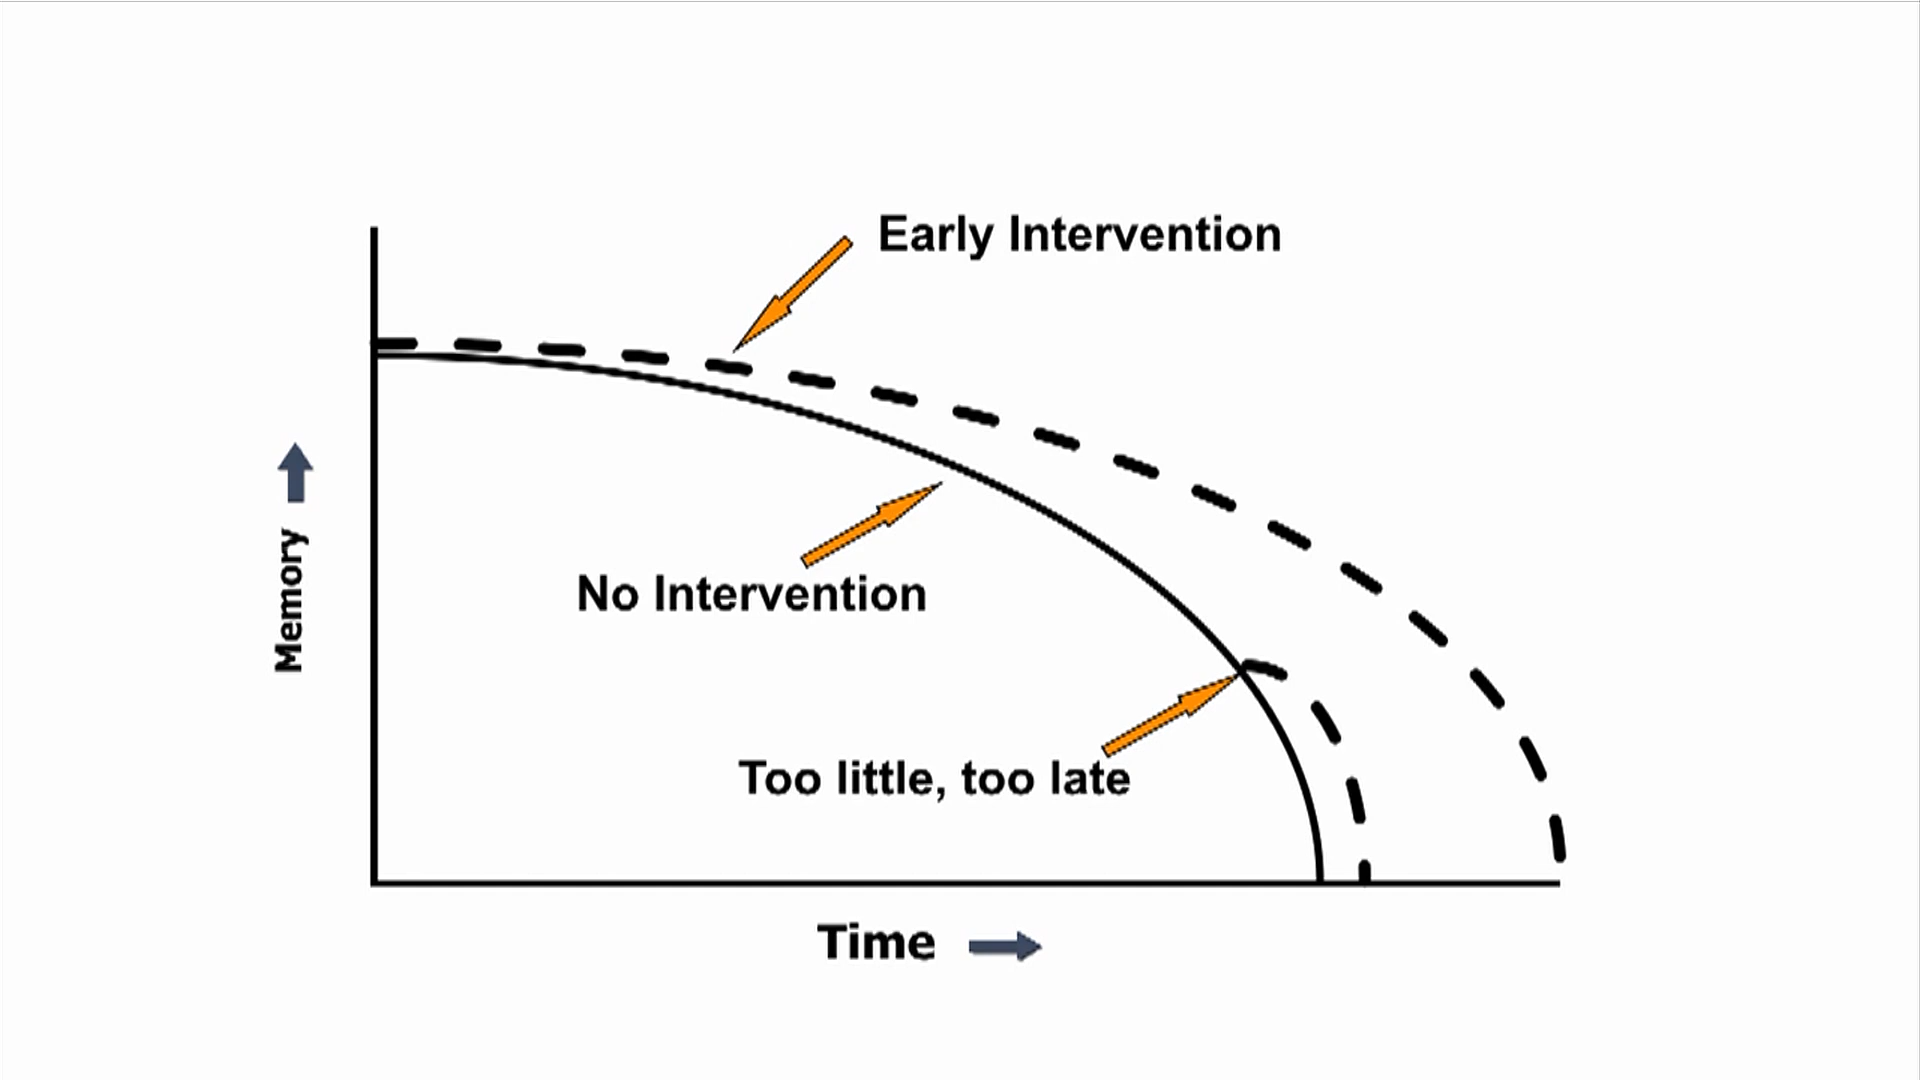 Early Intervention
No Intervention
Too little, too late
Memory
Time